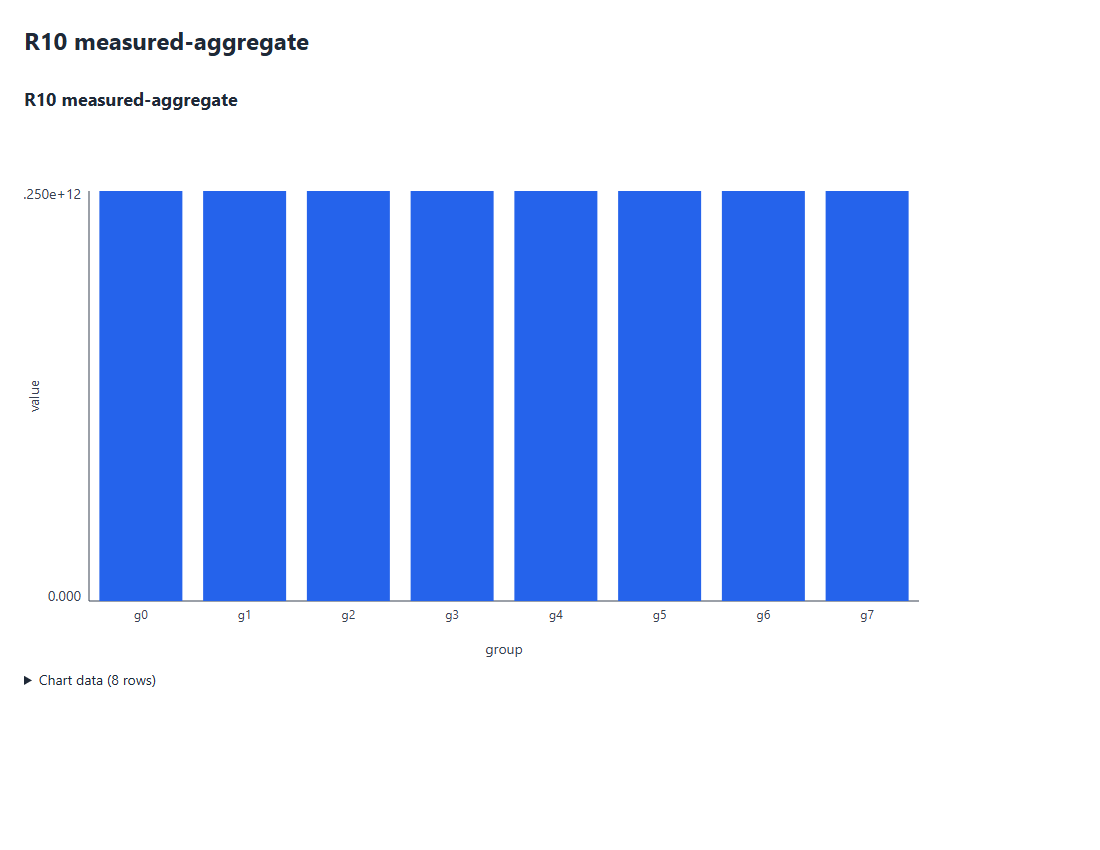 R10 measured-aggregate
R10 measured-aggregate
.250e+12
value
0.000
g0 g1 g2 g3 g4 g5 g6 g7
group
Chart data (8 rows)